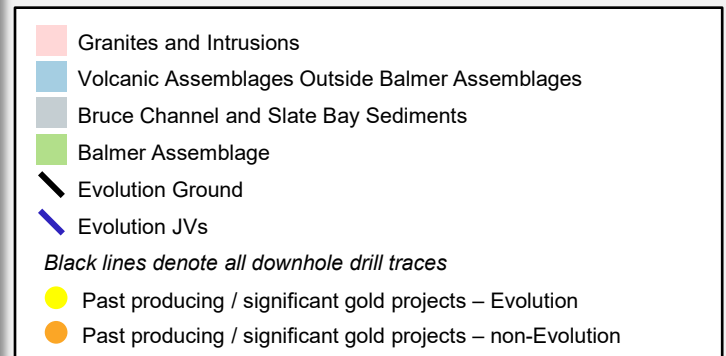 Granites and Intrusions
Volcanic Assemblages Outside Balmer Assemblages
Bruce Channel and Slate Bay Sediments
Balmer Assemblage
Evolution Ground
Evolution JVs
Black lines denote all downhole drill traces
Past producing / significant gold projects – Evolution
Past producing / significant gold projects – non-Evolution